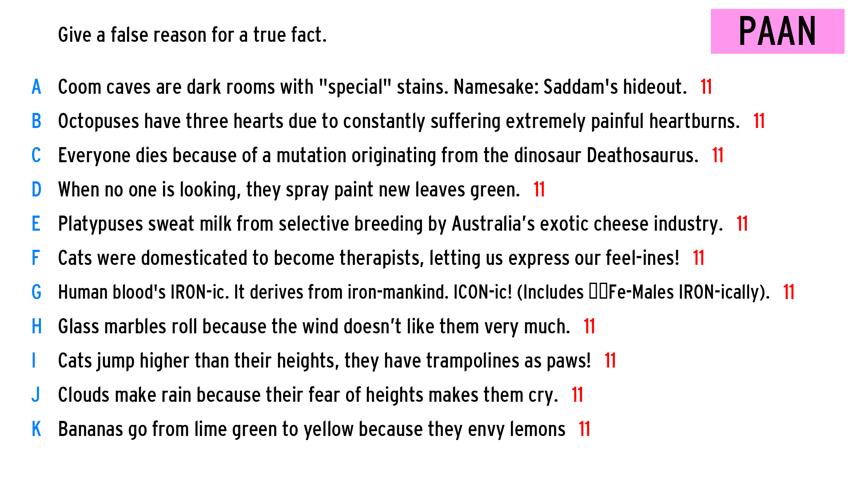 Give a false reason for a true fact.
PAAN
A Coom caves are dark rooms with "special" stains. Namesake: Saddam's hideout. 11
B Octopuses have three hearts due to constantly suffering extremely painful heartburns. 11
C Everyone dies because of a mutation originating from the dinosaur Deathosaurus. 11
D When no one is looking, they spray paint new leaves green. 11
E Platypuses sweat milk from selective breeding by Australia’s exotic cheese industry. 11
F Cats were domesticated to become therapists, letting us express our feel-ines! 11
G Human blood's IRON-ic. It derives from iron-mankind. ICON-ic! (Includes ▯▯Fe-Males IRON-ically). 11
H Glass marbles roll because the wind doesn’t like them very much. 11
I Cats jump higher than their heights, they have trampolines as paws! 11
J Clouds make rain because their fear of heights makes them cry. 11
K Bananas go from lime green to yellow because they envy lemons 11